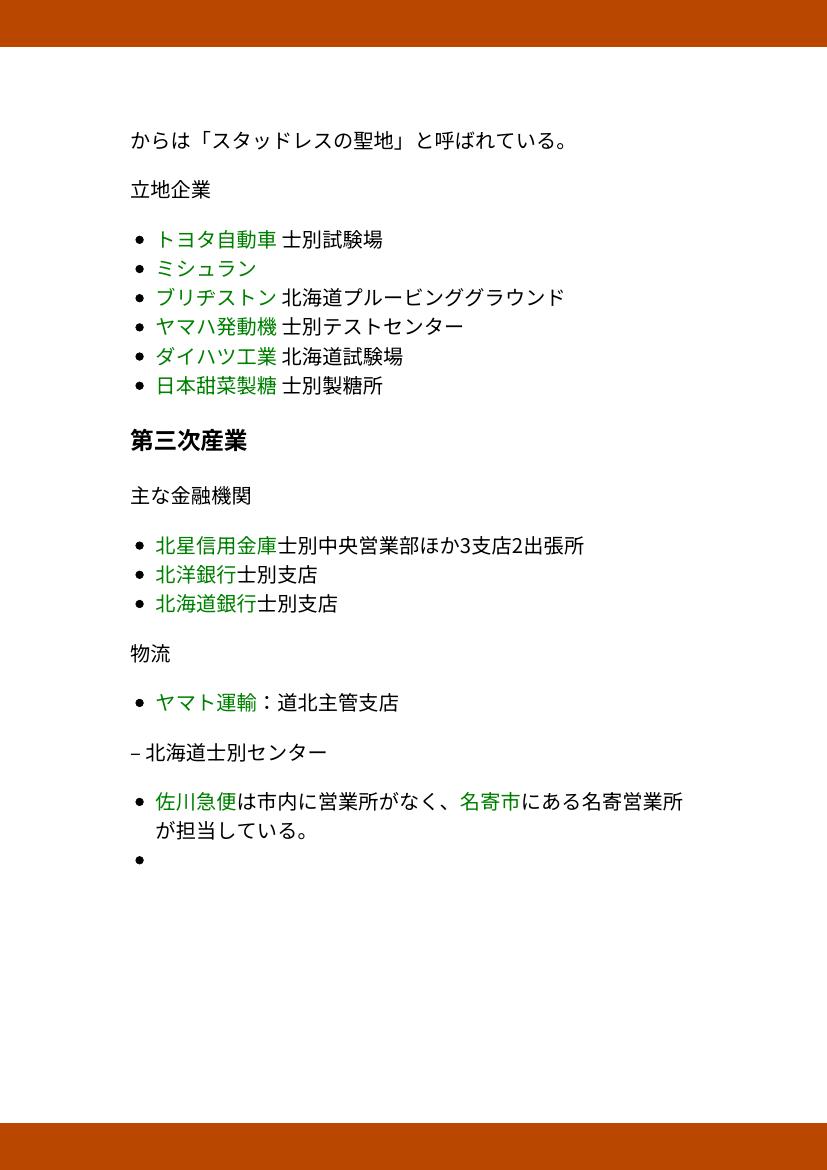 からは「スタッドレスの聖地」と呼ばれている。
立地企業
• トヨタ自動車 士別試験場
• ミシュラン
• ブリヂストン 北海道プルービンググラウンド
• ヤマハ発動機 士別テストセンター
• ダイハツ工業 北海道試験場
• 日本甜菜製糖 士別製糖所
第三次産業
主な金融機関
• 北星信用金庫士別中央営業部ほか3支店2出張所
• 北洋銀行士別支店
• 北海道銀行士別支店
物流
• ヤマト運輸：道北主管支店
– 北海道士別センター
• 佐川急便は市内に営業所がなく、名寄市にある名寄営業所
が担当している。
•